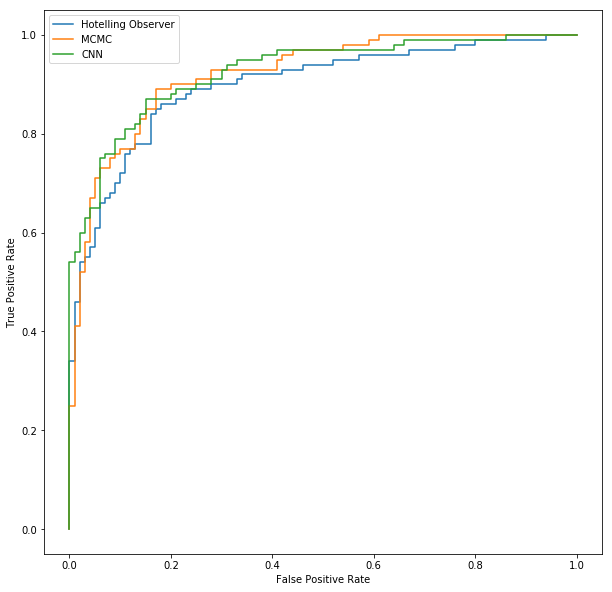 Hotelling Observer
MCMC
CNN
True Positive Rate
1.0
0.8
0.6
0.4
0.2
0.0
0.0 0.2 0.4 0.6 0.8 1.0
False Positive Rate